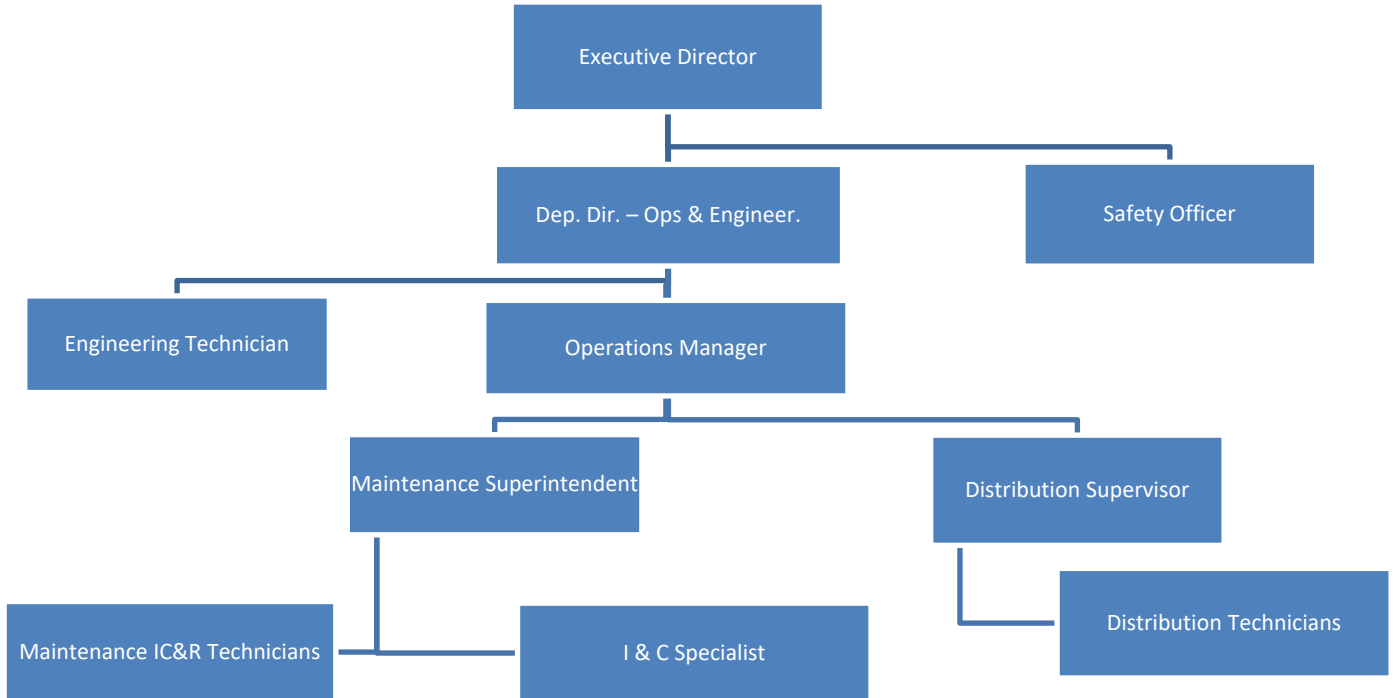 Executive Director
Dep. Dir. – Ops & Engineer.
Safety Officer
Engineering Technician
Operations Manager
Maintenance Superintendent
Distribution Supervisor
Maintenance IC&R Technicians
I & C Specialist
Distribution Technicians